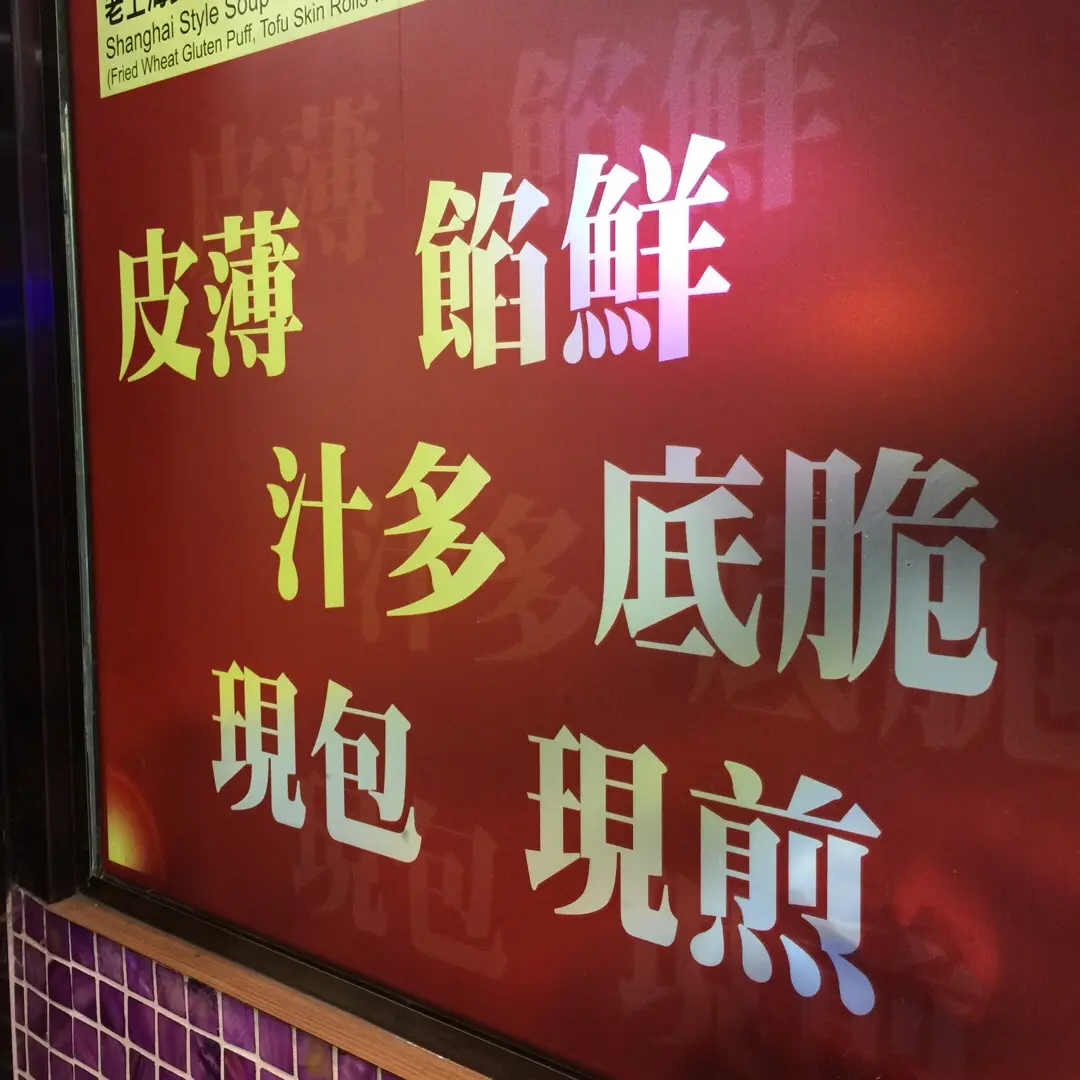 老上海
Shanghai Style Soup
(Fried Wheat Gluten Puff, Tofu Skin Rolls
皮薄 餡鮮
汁多 底脆
現包 現煎